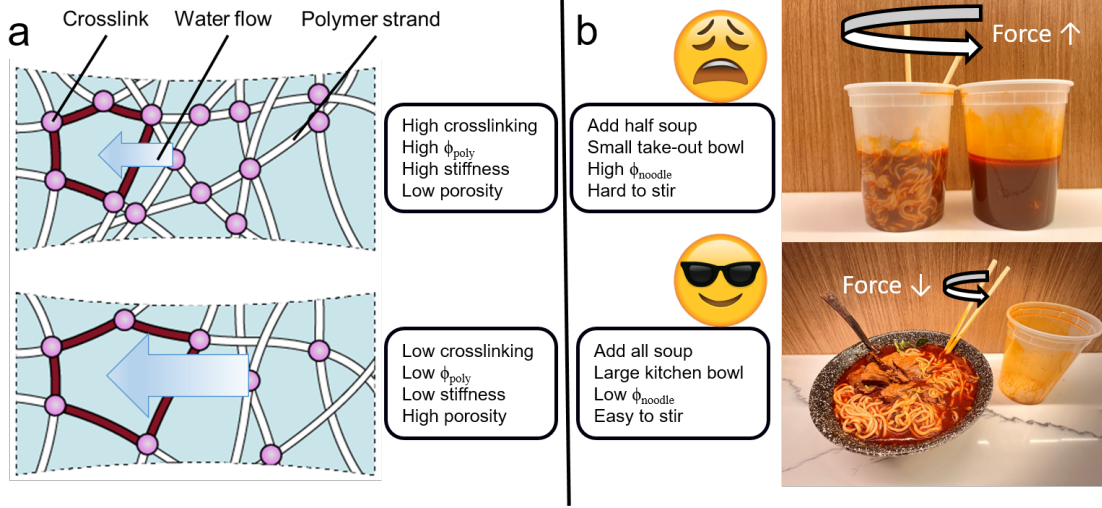 a
Crosslink
Water flow
Polymer strand
High crosslinking
High ϕpoly
High stiffness
Low porosity
Low crosslinking
Low ϕpoly
Low stiffness
High porosity
b
Add half soup
Small take-out bowl
High ϕnoodle
Hard to stir
Force ↑
Add all soup
Large kitchen bowl
Low ϕnoodle
Easy to stir
Force ↓